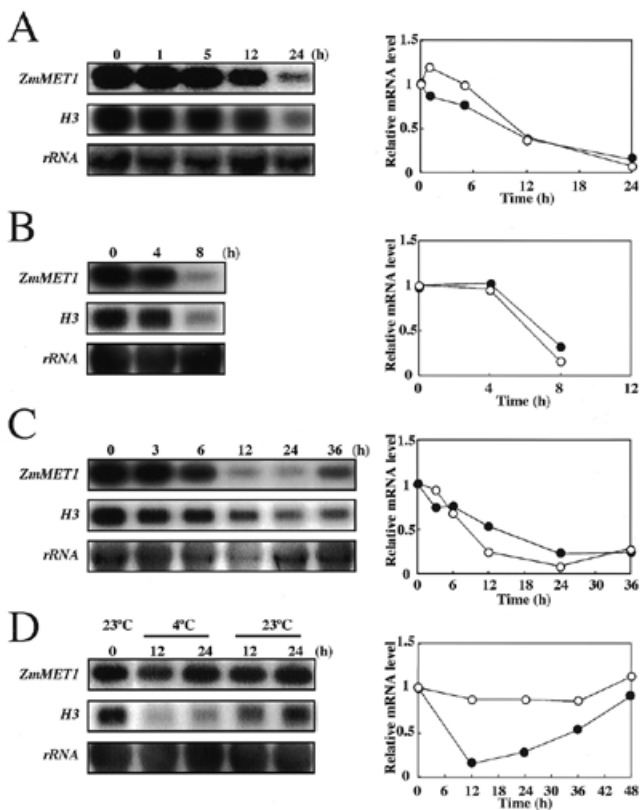 A
0 1 5 12 24 (h)
ZmMET1
H3
rRNA
Relative mRNA level
1.5
1
0.5
0
0 6 12 18 24
Time (h)
B
0 4 8 (h)
ZmMET1
H3
rRNA
Relative mRNA level
1.5
1.0
0.5
0
0 4 8 12
Time (h)
C
0 3 6 12 24 36 (h)
ZmMET1
H3
rRNA
Relative mRNA level
1.5
1
0.5
0
0 6 12 18 24 30 36
Time (h)
D
23°C 4°C 23°C
0 12 24 12 24 (h)
ZmMET1
H3
rRNA
Relative mRNA level
1.5
1
0.5
0
0 6 12 18 24 30 36 42 48
Time (h)